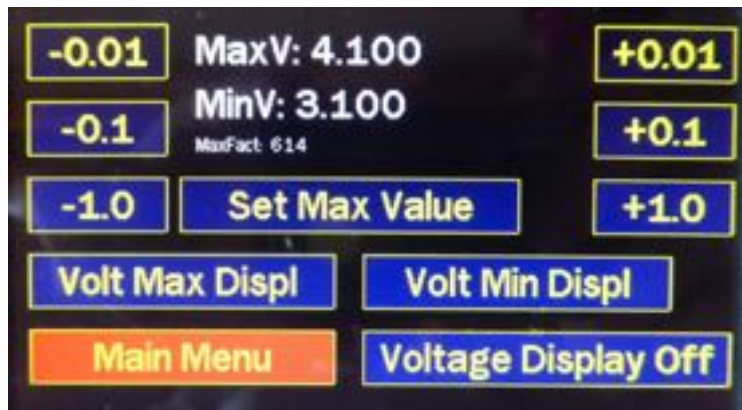 -0.01 MaxV: 4.100 +0.01
MinV: 3.100
-0.1 +0.1
MaxFact: 614
-1.0 Set Max Value +1.0
Volt Max Displ Volt Min Displ
Main Menu Voltage Display Off